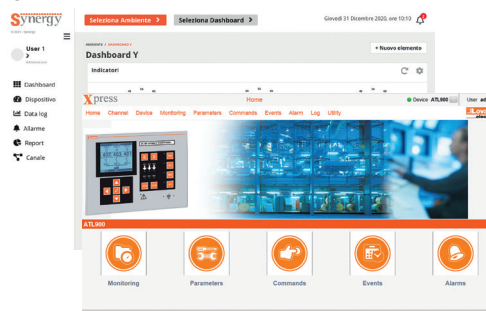 Synergy
User 1
Dashboard
Dispositivo
Data log
Allarme
Report
Canale
Seleziona Ambiente >
Seleziona Dashboard >
Giovedì 31 Dicembre 2020, ore 10:10
Dashboard Y
+ Nuovo elemento
Indicatori
Xpress
Home
Device ATL900
User
Home Channel Device Monitoring Parameters Commands Events Alarm Log Utility
ATL900
Monitoring
Parameters
Commands
Events
Alarms